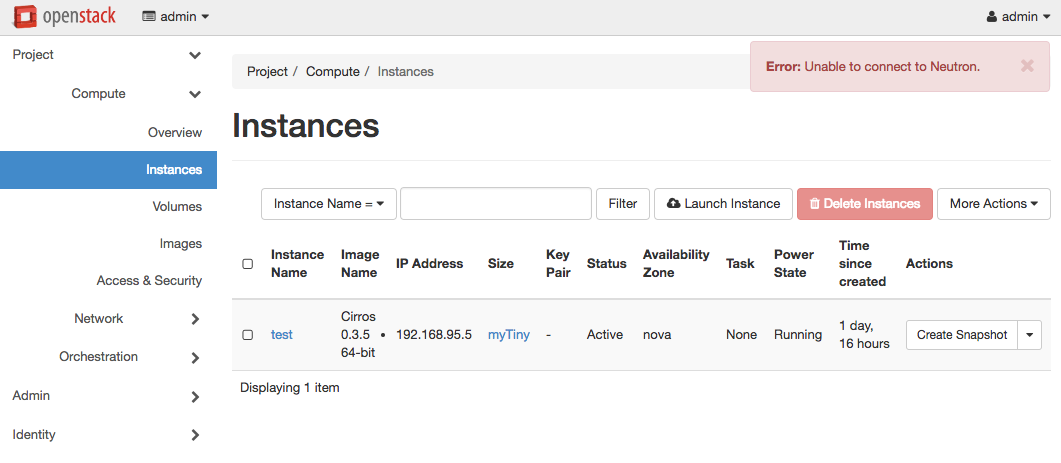 openstack admin admin
Project
Compute
Overview
Instances
Volumes
Images
Access & Security
Network
Orchestration
Admin
Identity
Project / Compute / Instances
Error: Unable to connect to Neutron.
Instances
Instance Name = Filter Launch Instance Delete Instances More Actions
Instance Name Image Name IP Address Size Key Pair Status Availability Zone Task Power State Time since created Actions
test Cirros 0.3.5 64-bit • 192.168.95.5 myTiny - Active nova None Running 1 day, 16 hours Create Snapshot
Displaying 1 item